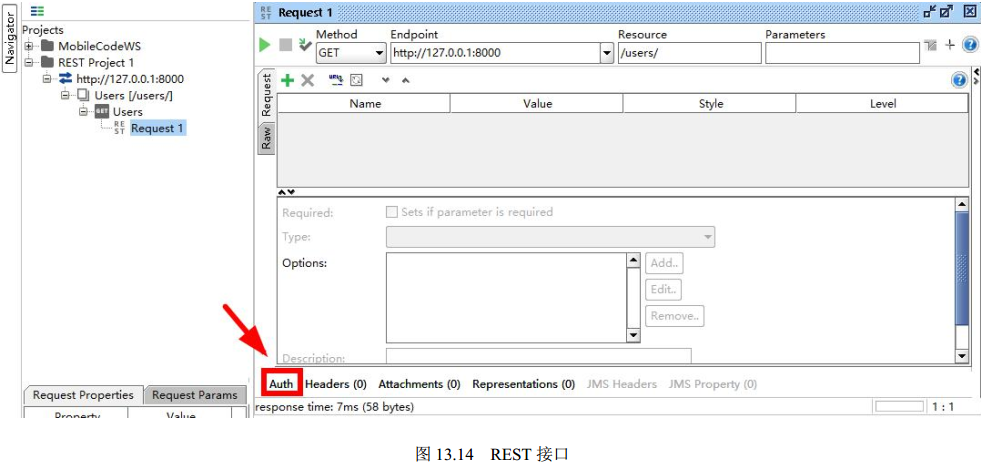 Navigator
Projects
MobileCodeWS
REST Project 1
http://127.0.0.1:8000
Users [/users/]
GET Users
REST Request 1
Request Properties Request Params
Property Value
REST Request 1
Method Endpoint Resource Parameters
GET http://127.0.0.1:8000 /users/
Request
Raw
Name Value Style Level
Required: Sets if parameter is required
Type:
Options: Add..
Edit..
Remove..
Description:
Auth Headers (0) Attachments (0) Representations (0) JMS Headers JMS Property (0)
response time: 7ms (58 bytes) 1 : 1
图 13.14 REST 接口